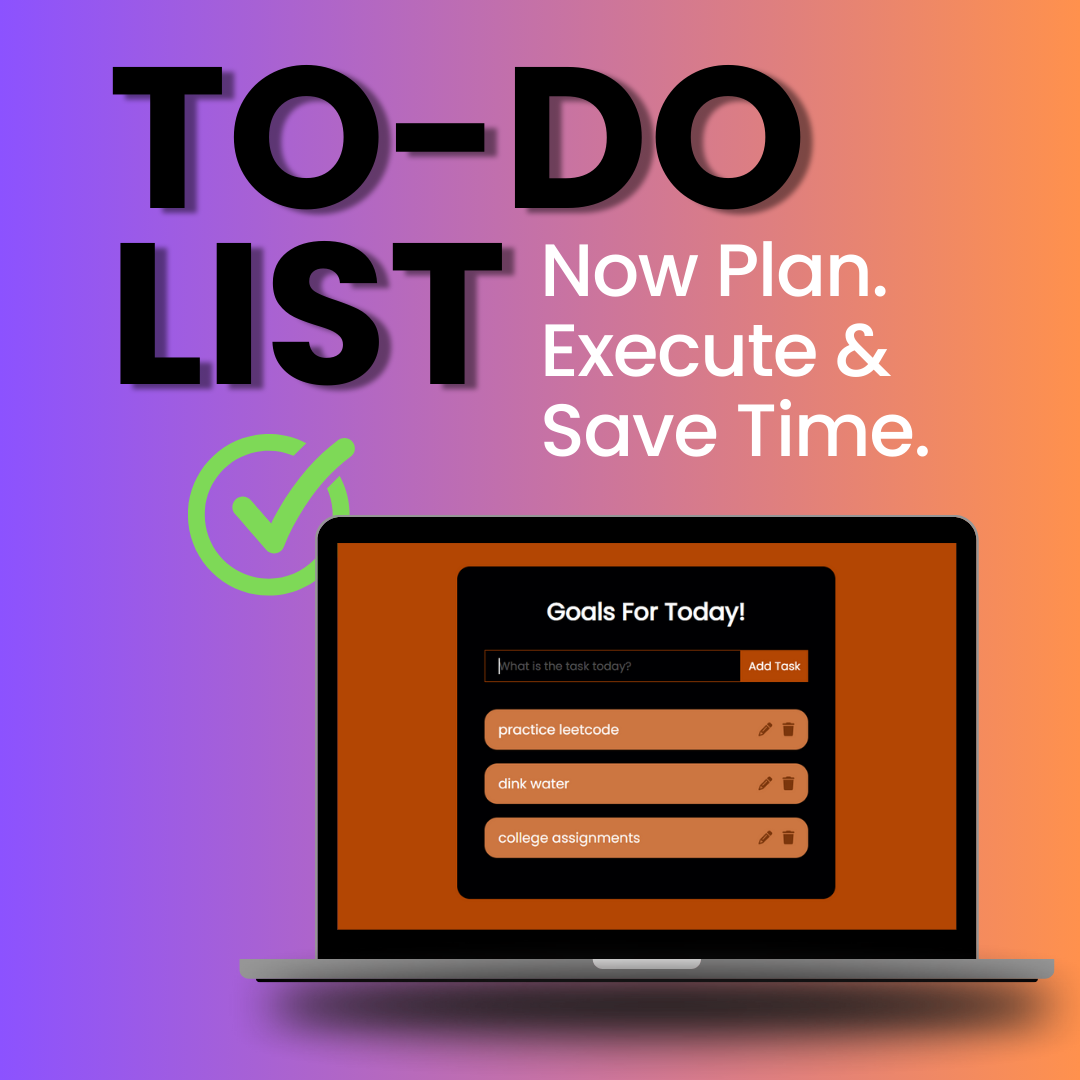 TO-DO
LIST
Now Plan.
Execute &
Save Time.
Goals For Today!
What is the task today?
Add Task
practice leetcode
dink water
college assignments